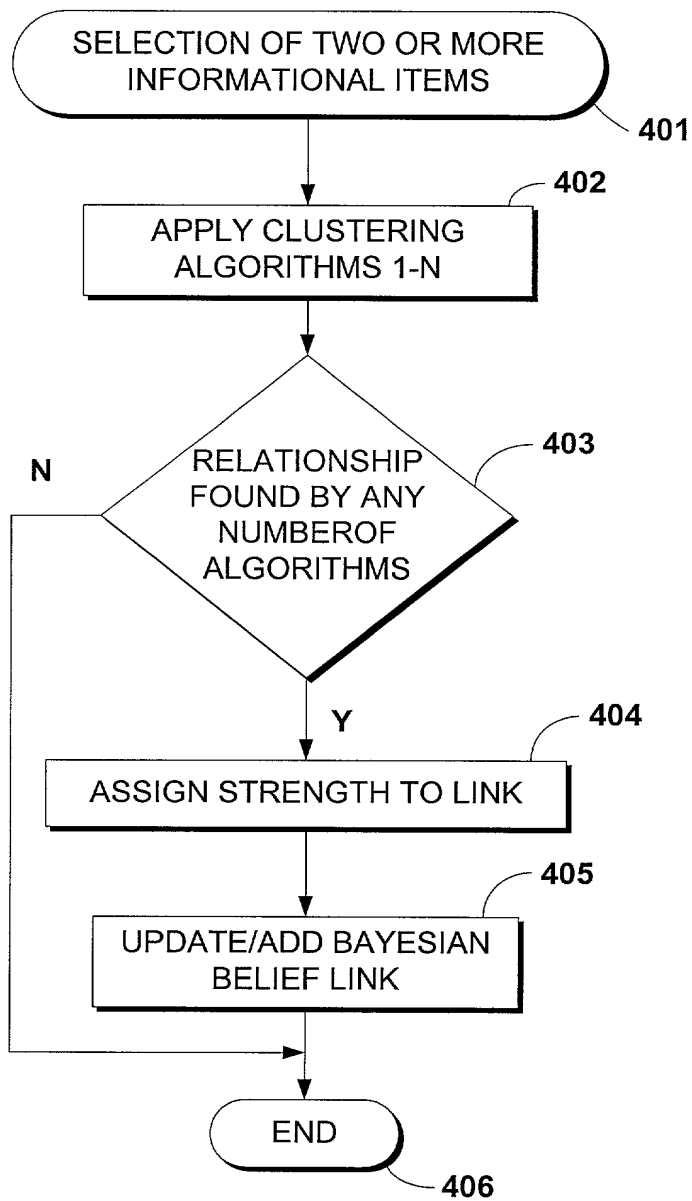 SELECTION OF TWO OR MORE
INFORMATIONAL ITEMS
401
402
APPLY CLUSTERING
ALGORITHMS 1-N
403
RELATIONSHIP
FOUND BY ANY
NUMBEROF
ALGORITHMS
N
Y
404
ASSIGN STRENGTH TO LINK
405
UPDATE/ADD BAYESIAN
BELIEF LINK
END
406